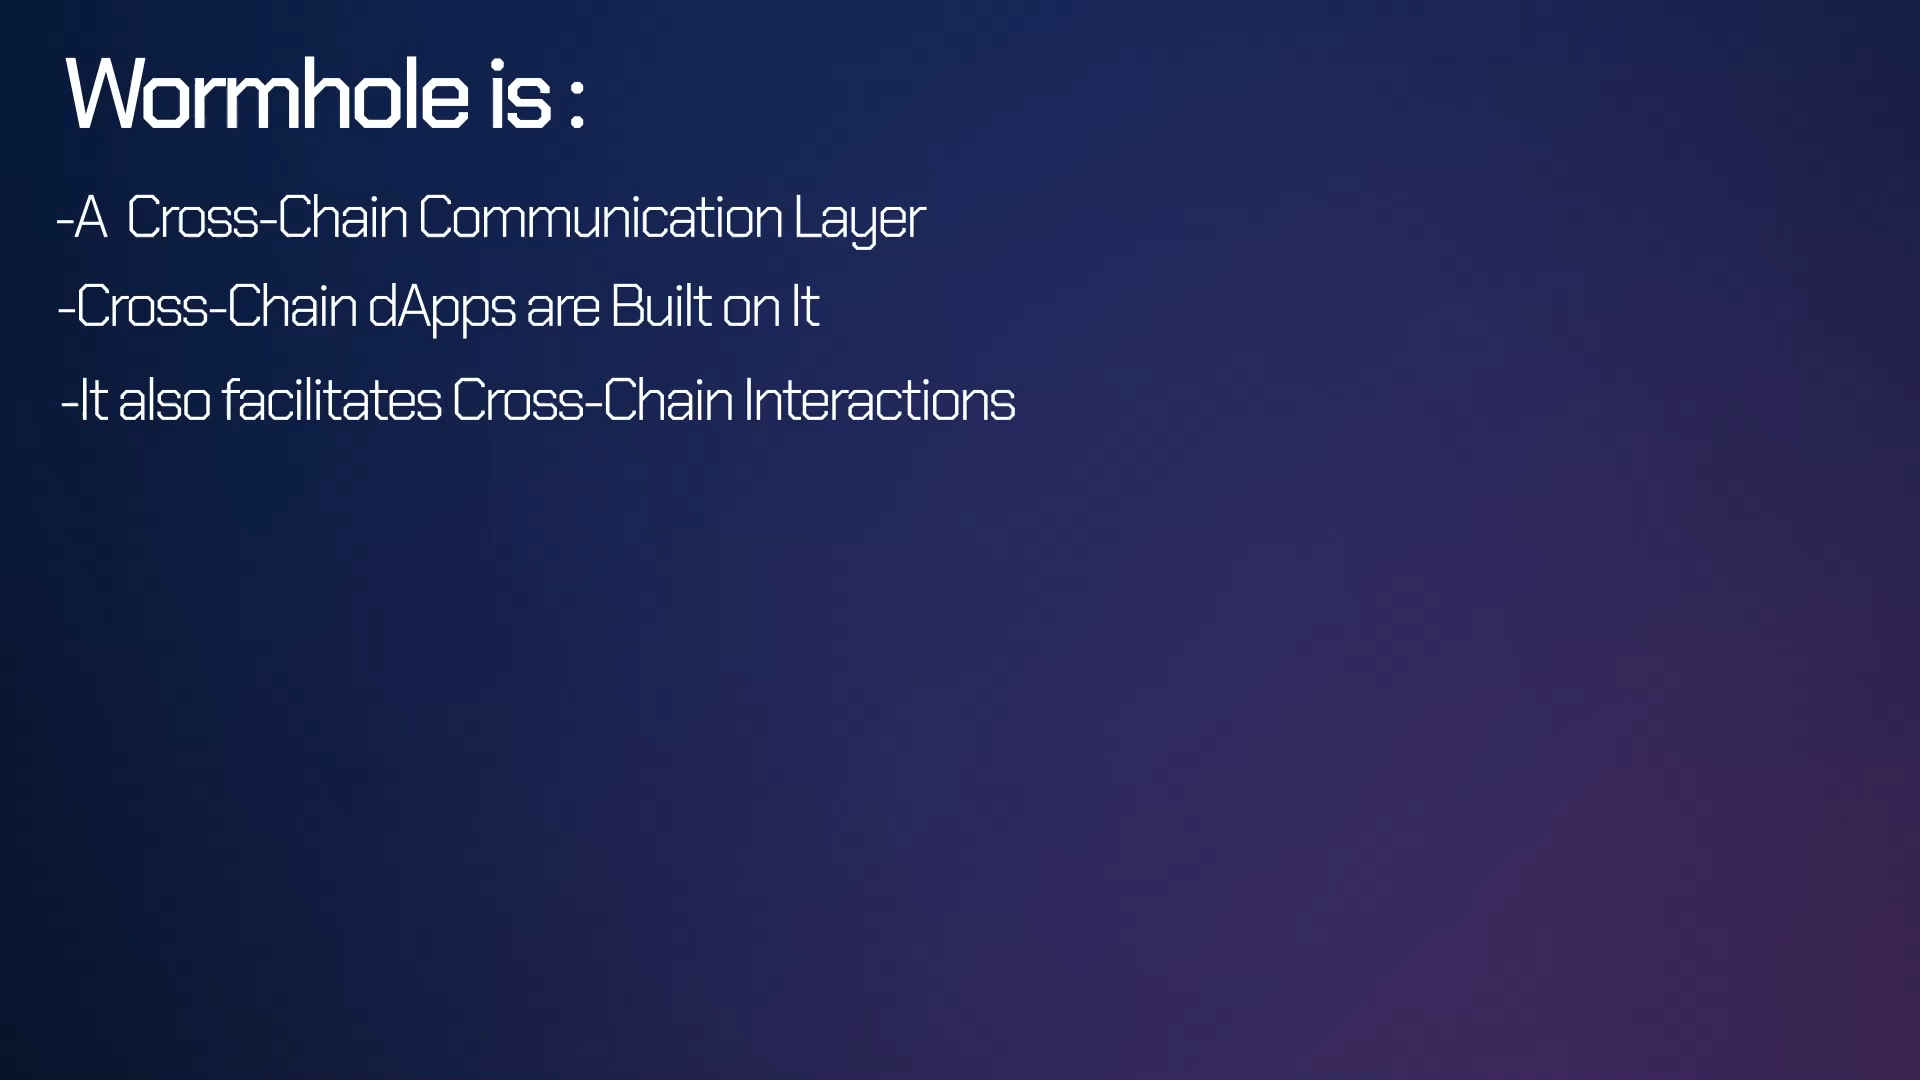 Wormhole is :
-A Cross-Chain Communication Layer
-Cross-Chain dApps are Built on It
-It also facilitates Cross-Chain Interactions